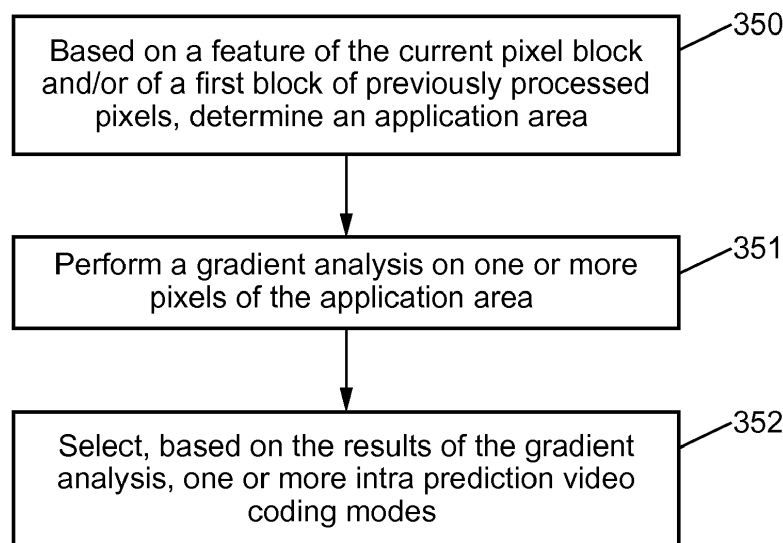 350
Based on a feature of the current pixel block
and/or of a first block of previously processed
pixels, determine an application area
351
Perform a gradient analysis on one or more
pixels of the application area
352
Select, based on the results of the gradient
analysis, one or more intra prediction video
coding modes